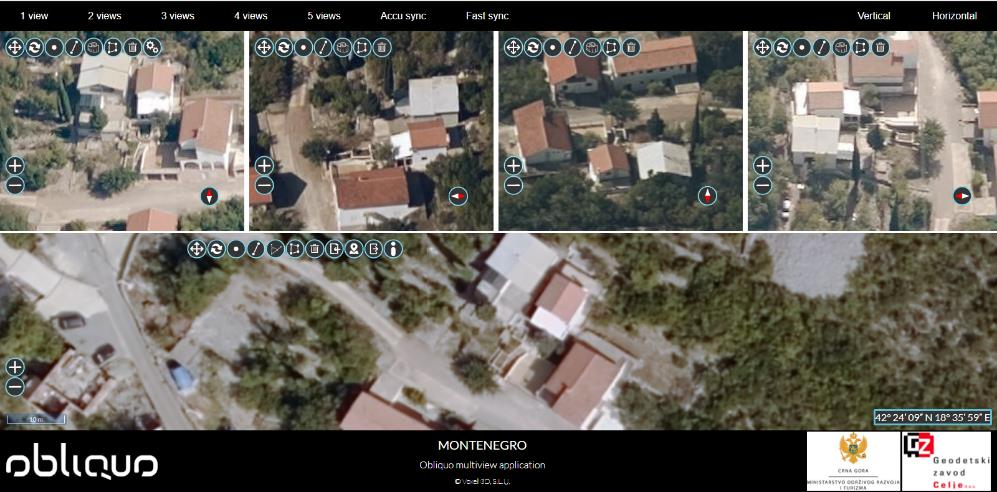 1 view 2 views 3 views 4 views 5 views Accu sync Fast sync Vertical Horizontal
10 m
42° 24' 09" N 18° 35' 59" E
obliquo
MONTENEGRO
Obliquo multiview application
© Voxel 3D, S.L.U.
CRNA GORA
MINISTARSTVO ODRŽIVOG RAZVOJA
I TURIZMA
GZ
Geodetski
zavod
Celje d.o.o.